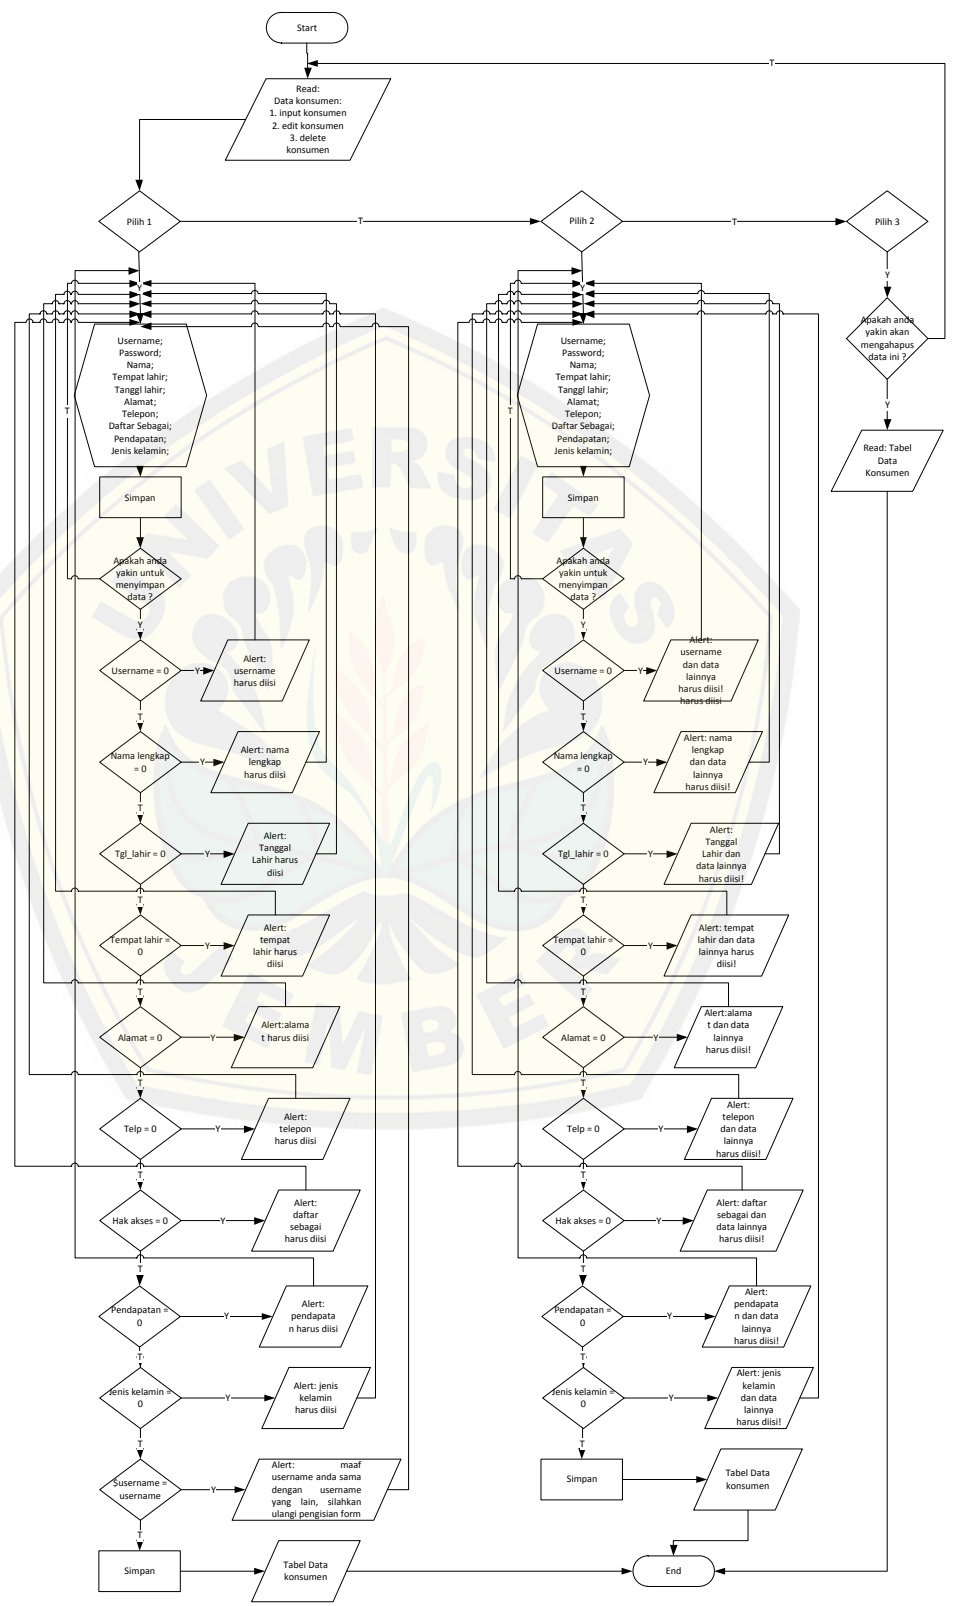 Start
T
Read:
Data konsumen:
1. input konsumen
2. edit konsumen
3. delete
konsumen
Pilih 1
T
Pilih 2
T
Pilih 3
Y
Apakah anda
yakin akan
mengahapus
data ini ?
Y
Read: Tabel
Data
Konsumen
Y
Username;
Password;
Nama;
Tempat lahir;
Tanggl lahir;
Alamat;
Telepon;
Daftar Sebagai;
Pendapatan;
Jenis kelamin;
T
Simpan
Apakah anda
yakin untuk
menyimpan
data ?
Y
Username = 0
Y
Alert:
username
harus diisi
T
Nama lengkap
= 0
Y
Alert: nama
lengkap
harus diisi
T
Tgl_lahir = 0
Y
Alert:
Tanggal
Lahir harus
diisi
T
Tempat lahir =
0
Y
Alert:
tempat
lahir harus
diisi
T
Alamat = 0
Y
Alert:alama
t harus diisi
T
Telp = 0
Y
Alert:
telepon
harus diisi
T
Hak akses = 0
Y
Alert:
daftar
sebagai
harus diisi
T
Pendapatan =
0
Y
Alert:
pendapata
n harus diisi
T
Jenis kelamin =
0
Y
Alert: jenis
kelamin
harus diisi
T
$username =
username
Y
Alert: maaf
username anda sama
dengan username
yang lain, silahkan
ulangi pengisian form
T
Simpan
Tabel Data
konsumen
Y
Username;
Password;
Nama;
Tempat lahir;
Tanggl lahir;
Alamat;
Telepon;
Daftar Sebagai;
Pendapatan;
Jenis kelamin;
T
Simpan
Apakah anda
yakin untuk
menyimpan
data ?
Y
Username = 0
Y
Alert:
username
dan data
lainnya
harus diisi!
harus diisi
T
Nama lengkap
= 0
Y
Alert: nama
lengkap
dan data
lainnya
harus diisi!
T
Tgl_lahir = 0
Y
Alert:
Tanggal
Lahir dan
data lainnya
harus diisi!
T
Tempat lahir =
0
Y
Alert: tempat
lahir dan data
lainnya harus
diisi!
T
Alamat = 0
Y
Alert:alama
t dan data
lainnya
harus diisi!
T
Telp = 0
Y
Alert:
telepon
dan data
lainnya
harus diisi!
T
Hak akses = 0
Y
Alert: daftar
sebagai dan
data lainnya
harus diisi!
T
Pendapatan =
0
Y
Alert:
pendapata
n dan data
lainnya
harus diisi!
T
Jenis kelamin =
0
Y
Alert: jenis
kelamin
dan data
lainnya
harus diisi!
T
Simpan
Tabel Data
konsumen
End
UNIVERSITAS
JEMBER